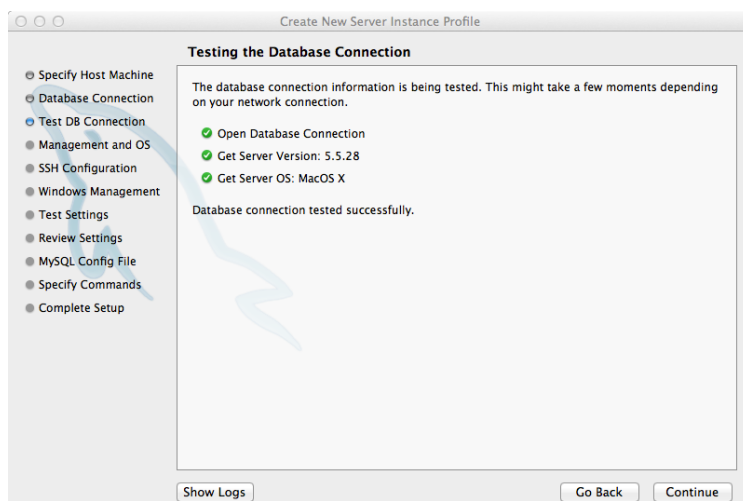 Create New Server Instance Profile
Testing the Database Connection
Specify Host Machine
Database Connection
Test DB Connection
Management and OS
SSH Configuration
Windows Management
Test Settings
Review Settings
MySQL Config File
Specify Commands
Complete Setup
The database connection information is being tested. This might take a few moments depending
on your network connection.
Open Database Connection
Get Server Version: 5.5.28
Get Server OS: MacOS X
Database connection tested successfully.
Show Logs
Go Back
Continue